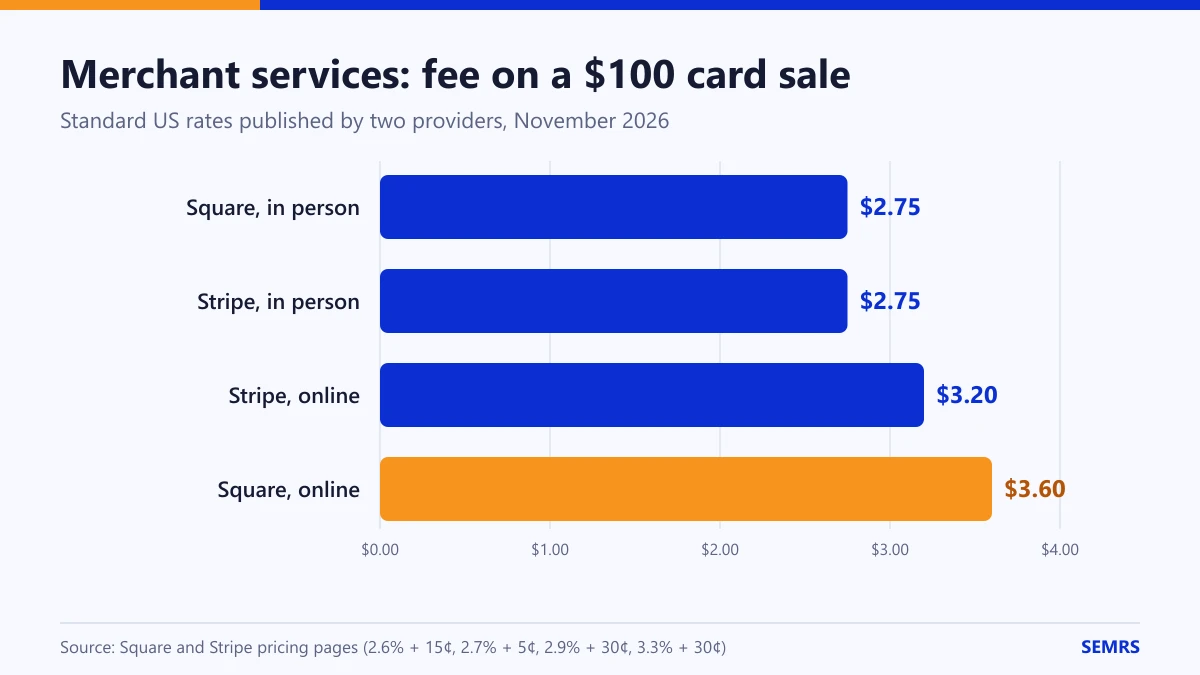 Merchant services: fee on a $100 card sale
Standard US rates published by two providers, November 2026
Square, in person $2.75
Stripe, in person $2.75
Stripe, online $3.20
Square, online $3.60
$0.00 $1.00 $2.00 $3.00 $4.00
Source: Square and Stripe pricing pages (2.6% + 15¢, 2.7% + 5¢, 2.9% + 30¢, 3.3% + 30¢) SEMRS